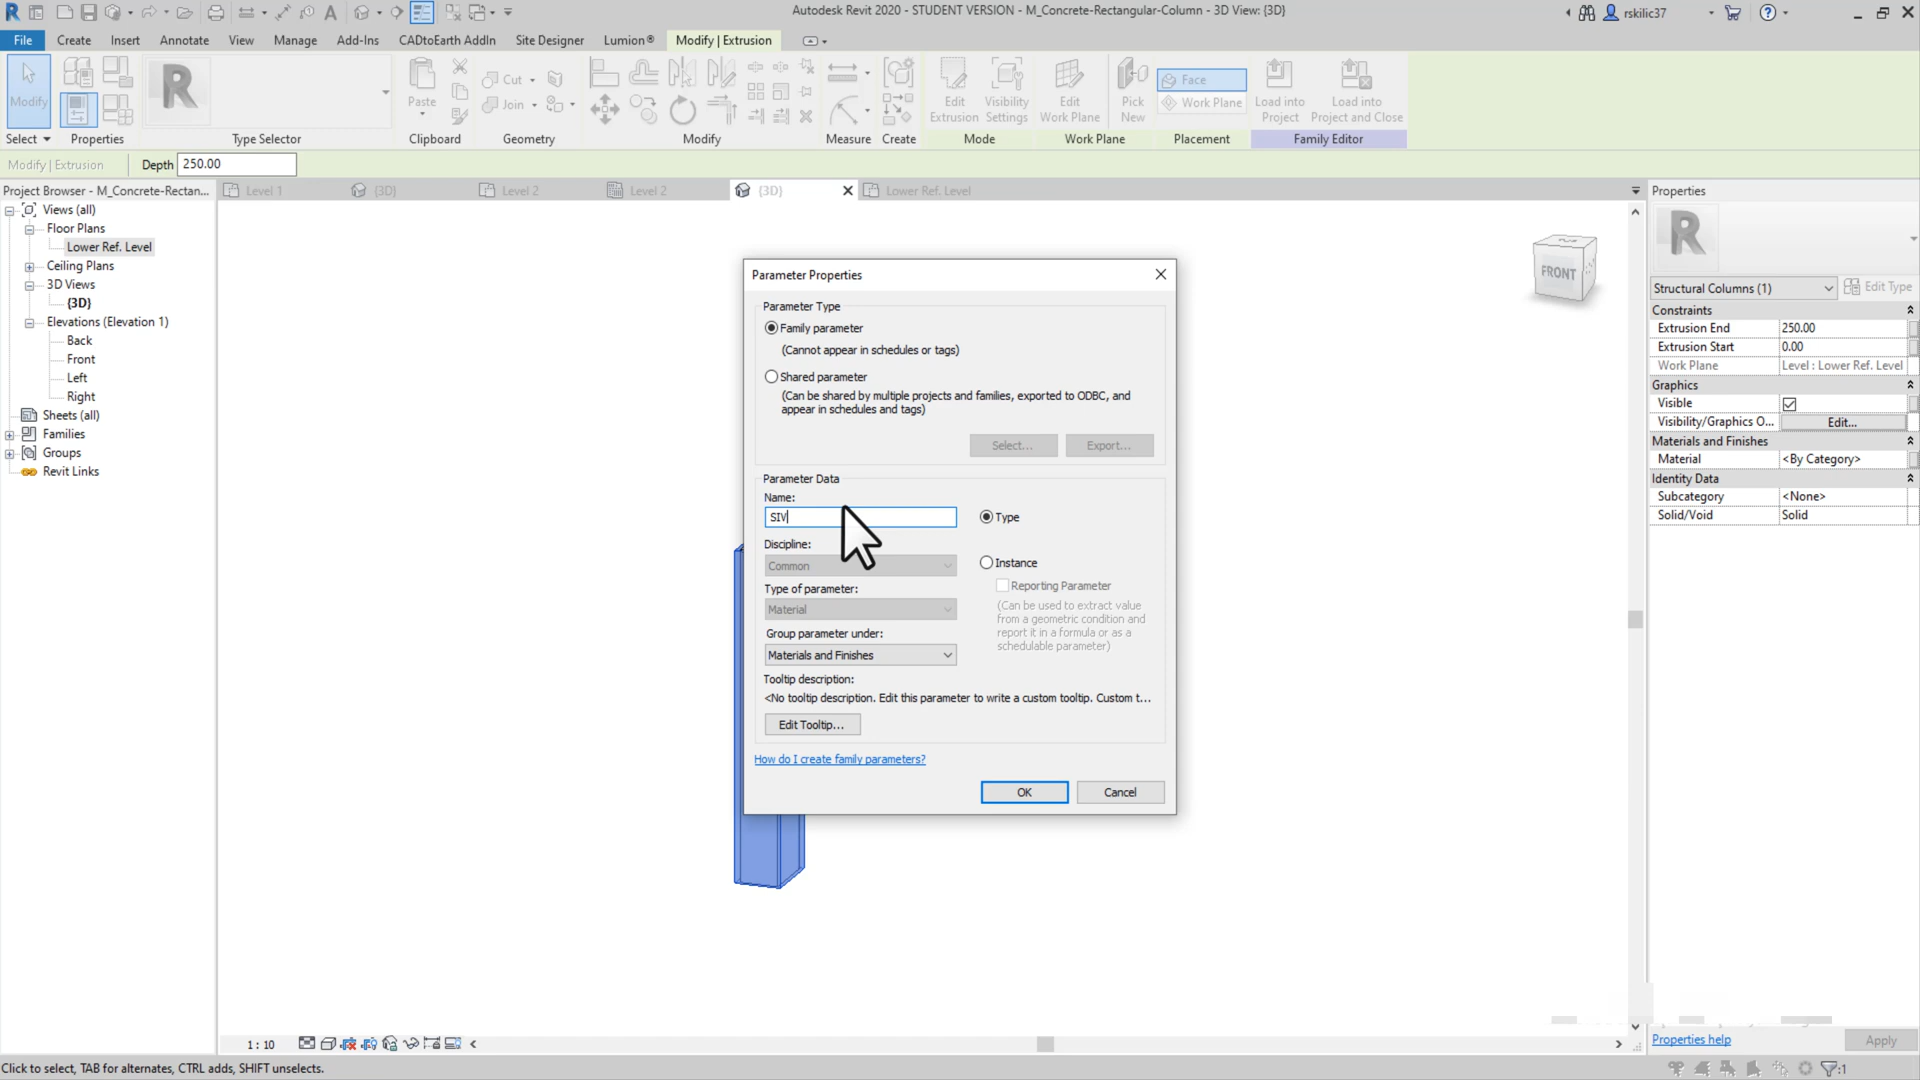 Autodesk Revit 2020 - STUDENT VERSION - M_Concrete-Rectangular-Column - 3D View: {3D}
rskilic37
File Create Insert Annotate View Manage Add-Ins CADtoEarth AddIn Site Designer Lumion® Modify | Extrusion
Modify
Paste
Cut
Join
Edit Extrusion
Visibility Settings
Edit Work Plane
Pick New
Face
Work Plane
Load into Project
Load into Project and Close
Select Properties Type Selector Clipboard Geometry Modify Measure Create Mode Work Plane Placement Family Editor
Modify | Extrusion Depth 250.00
Project Browser - M_Concrete-Rectan...
Level 1 {3D} Level 2 Level 2 {3D} Lower Ref. Level
Views (all)
Floor Plans
Lower Ref. Level
Ceiling Plans
3D Views
{3D}
Elevations (Elevation 1)
Back
Front
Left
Right
Sheets (all)
Families
Groups
Revit Links
FRONT
Parameter Properties
Parameter Type
Family parameter
(Cannot appear in schedules or tags)
Shared parameter
(Can be shared by multiple projects and families, exported to ODBC, and
appear in schedules and tags)
Select... Export...
Parameter Data
Name:
SIV
Type
Discipline:
Common
Instance
Type of parameter:
Reporting Parameter
Material
(Can be used to extract value
from a geometric condition and
report it in a formula or as a
schedulable parameter)
Group parameter under:
Materials and Finishes
Tooltip description:
<No tooltip description. Edit this parameter to write a custom tooltip. Custom t...
Edit Tooltip...
How do I create family parameters?
OK Cancel
Properties
Structural Columns (1) Edit Type
Constraints
Extrusion End 250.00
Extrusion Start 0.00
Work Plane Level : Lower Ref. Level
Graphics
Visible
Visibility/Graphics O... Edit...
Materials and Finishes
Material <By Category>
Identity Data
Subcategory <None>
Solid/Void Solid
Properties help Apply
1 : 10
Click to select, TAB for alternates, CTRL adds, SHIFT unselects.
:1